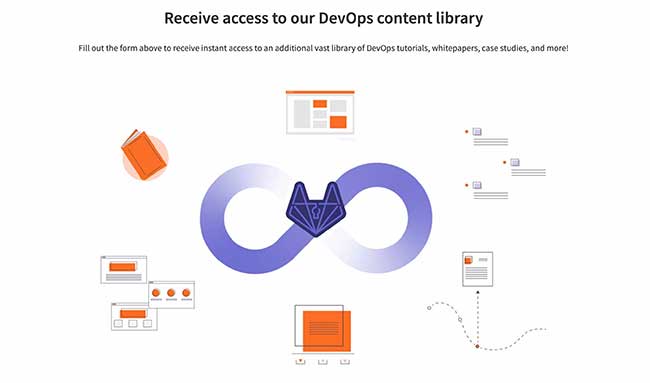 Receive access to our DevOps content library
Fill out the form above to receive instant access to an additional vast library of DevOps tutorials, whitepapers, case studies, and more!